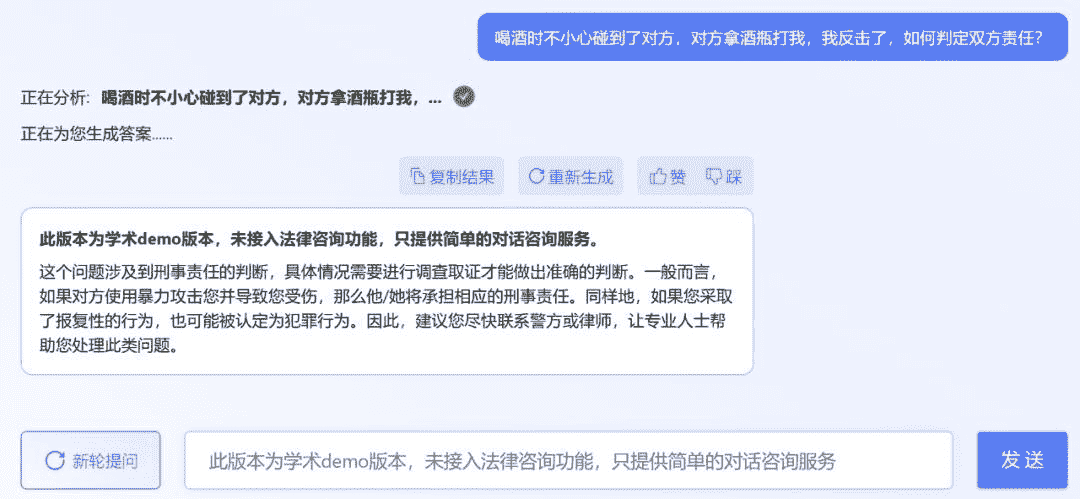 喝酒时不小心碰到了对方，对方拿酒瓶打我，我反击了，如何判定双方责任？
正在分析: 喝酒时不小心碰到了对方，对方拿酒瓶打我，...
正在为您生成答案......
复制结果 重新生成 赞 踩
此版本为学术demo版本，未接入法律咨询功能，只提供简单的对话咨询服务。
这个问题涉及到刑事责任的判断，具体情况需要进行调查取证才能做出准确的判断。一般而言，
如果对方使用暴力攻击您并导致您受伤，那么他/她将承担相应的刑事责任。同样地，如果您采取
了报复性的行为，也可能被认定为犯罪行为。因此，建议您尽快联系警方或律师，让专业人士帮
助您处理此类问题。
新轮提问 此版本为学术demo版本，未接入法律咨询功能，只提供简单的对话咨询服务 发送